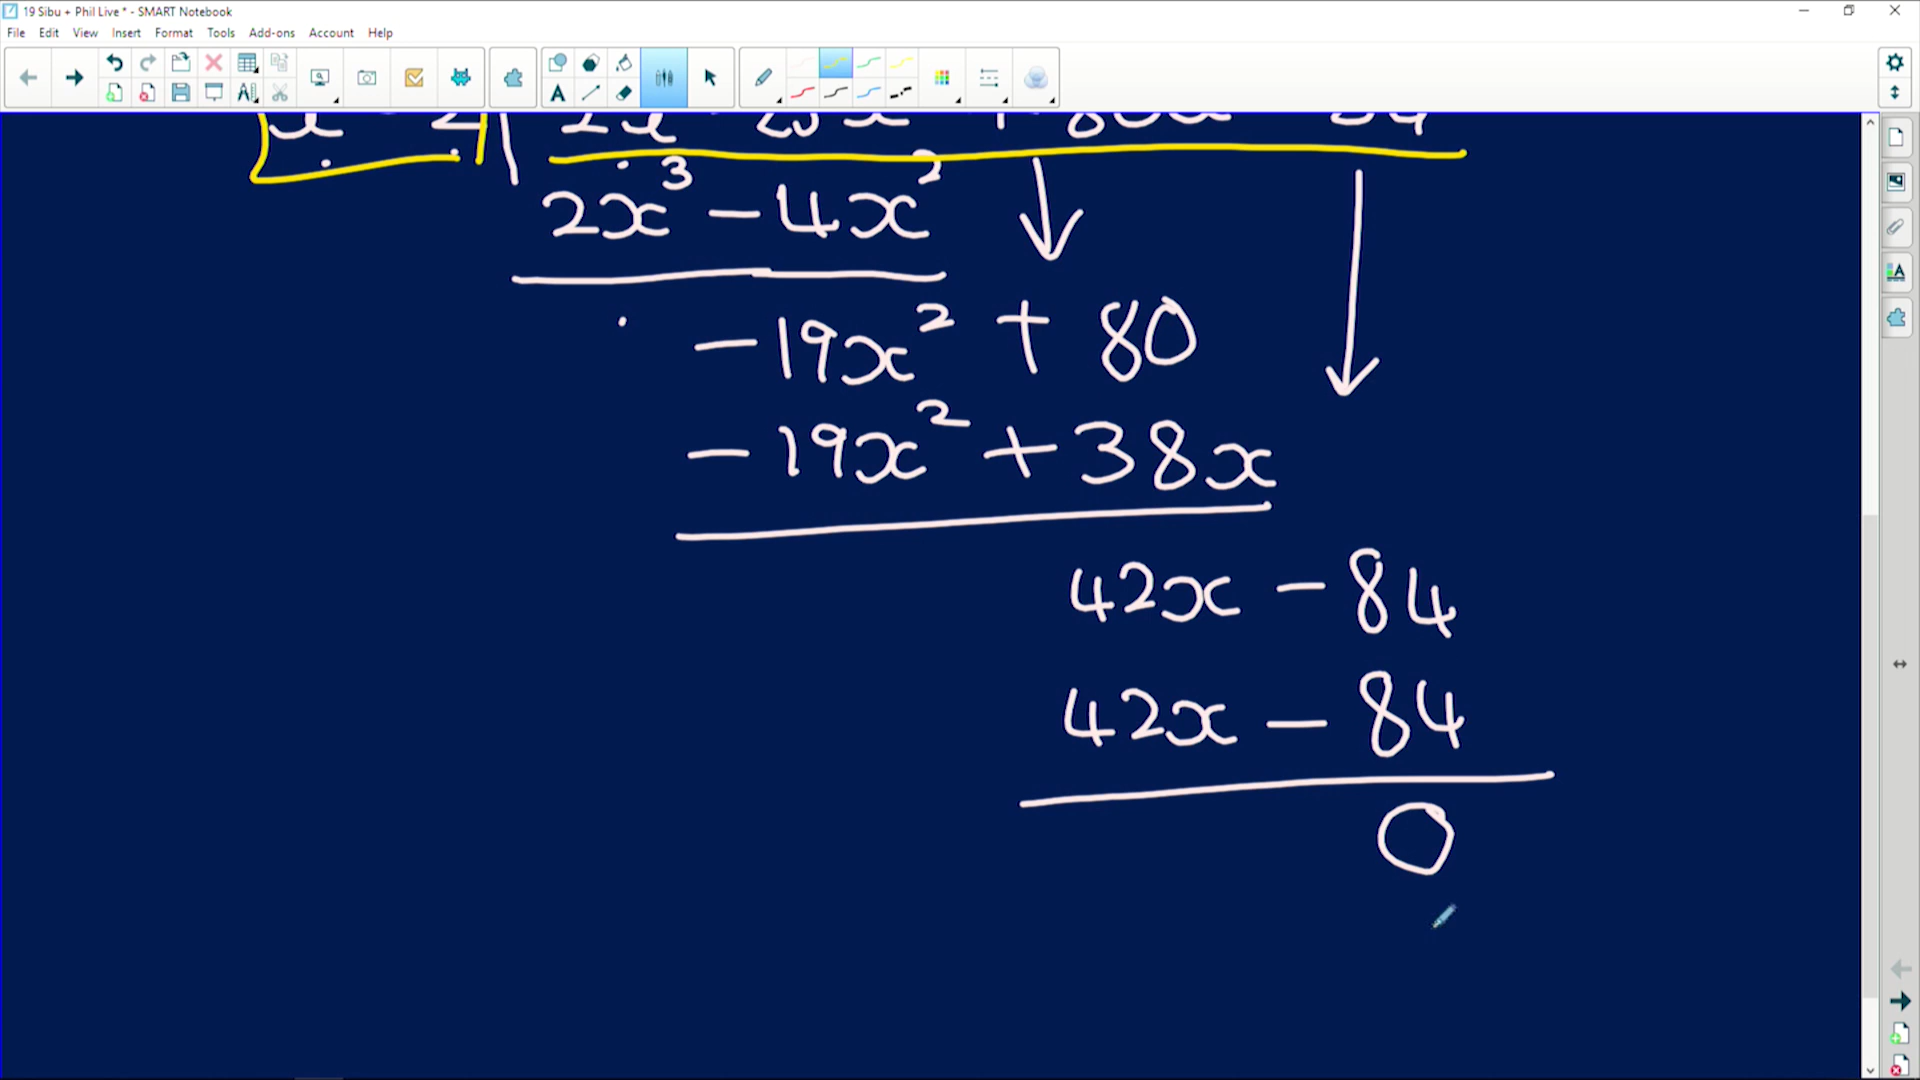 19 Sibu + Phil Live * - SMART Notebook
File Edit View Insert Format Tools Add-ons Account Help
2x³ - 4x²
- 19x² + 80
- 19x² + 38x
42x - 84
42x - 84
0